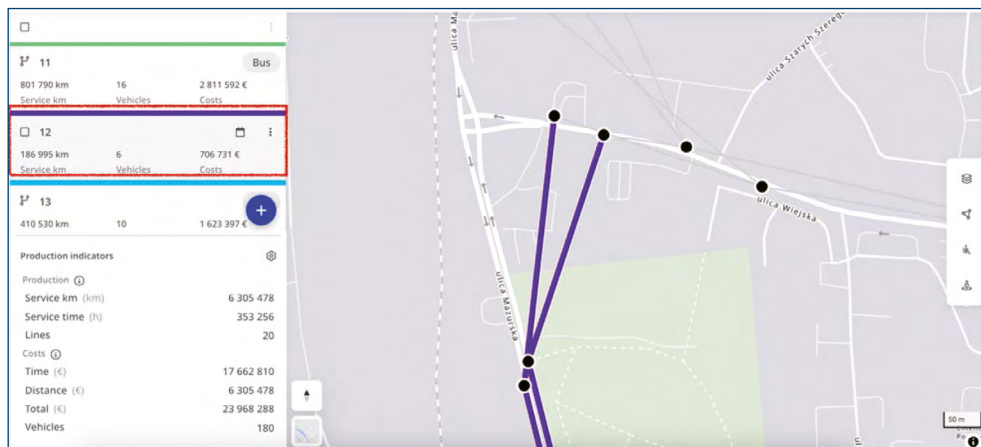 11
Bus
801 790 km 16 2 811 592 €
Service km Vehicles Costs
12
186 995 km 6 706 731 €
Service km Vehicles Costs
13
+
410 530 km 10 1 623 397 €
Production indicators
Production
Service km (km) 6 305 478
Service time (h) 353 256
Lines 20
Costs
Time (€) 17 662 810
Distance (€) 6 305 478
Total (€) 23 968 288
Vehicles 180
ulica Ma
ulica Szarych Szereg
ulica Wiejska
ulica Mazurska
50 m